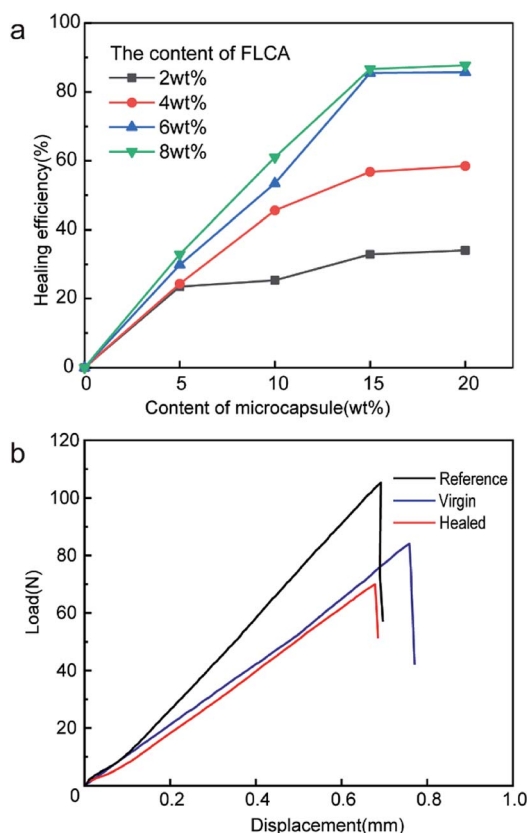 a
100
80
60
40
20
0
Healing efficiency(%)
The content of FLCA
2wt%
4wt%
6wt%
8wt%
0 5 10 15 20
Content of microcapsule(wt%)
b
120
100
80
60
40
20
0
Load(N)
Reference
Virgin
Healed
0.2 0.4 0.6 0.8 1.0
Displacement(mm)